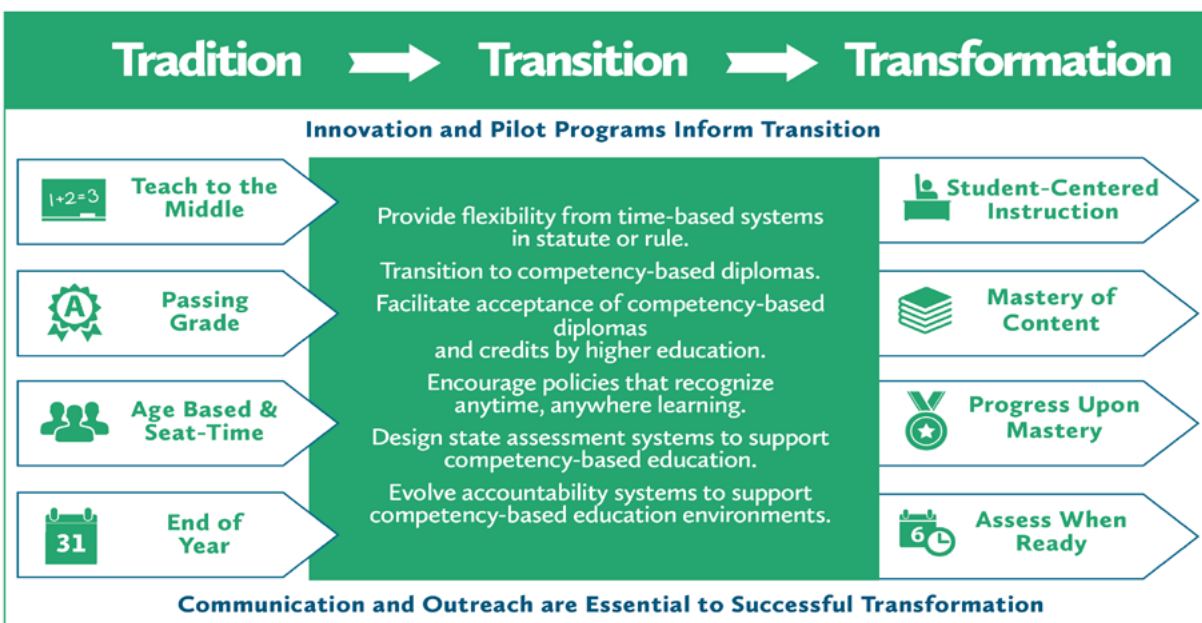 Tradition Transition Transformation
Innovation and Pilot Programs Inform Transition
1+2=3
Teach to the
Middle
A
Passing
Grade
Age Based &
Seat-Time
31
End of
Year
Provide flexibility from time-based systems
in statute or rule.
Transition to competency-based diplomas.
Facilitate acceptance of competency-based
diplomas
and credits by higher education.
Encourage policies that recognize
anytime, anywhere learning.
Design state assessment systems to support
competency-based education.
Evolve accountability systems to support
competency-based education environments.
Student-Centered
Instruction
Mastery of
Content
Progress Upon
Mastery
6
Assess When
Ready
Communication and Outreach are Essential to Successful Transformation